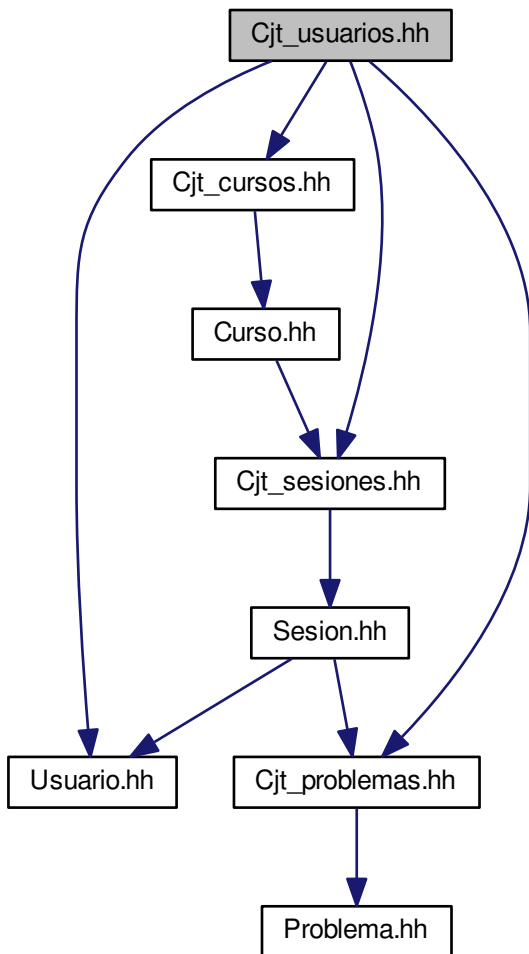 Cjt_usuarios.hh
Cjt_cursos.hh
Curso.hh
Cjt_sesiones.hh
Sesion.hh
Usuario.hh
Cjt_problemas.hh
Problema.hh